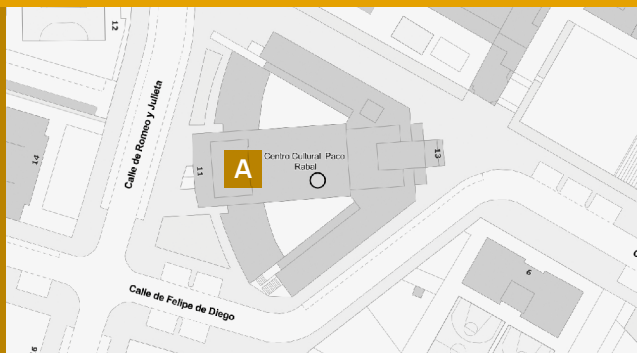 12
Calle de Romeo y Julieta
14
11
A
Centro Cultural Paco
Rabal
13
6
Calle de Felipe de Diego